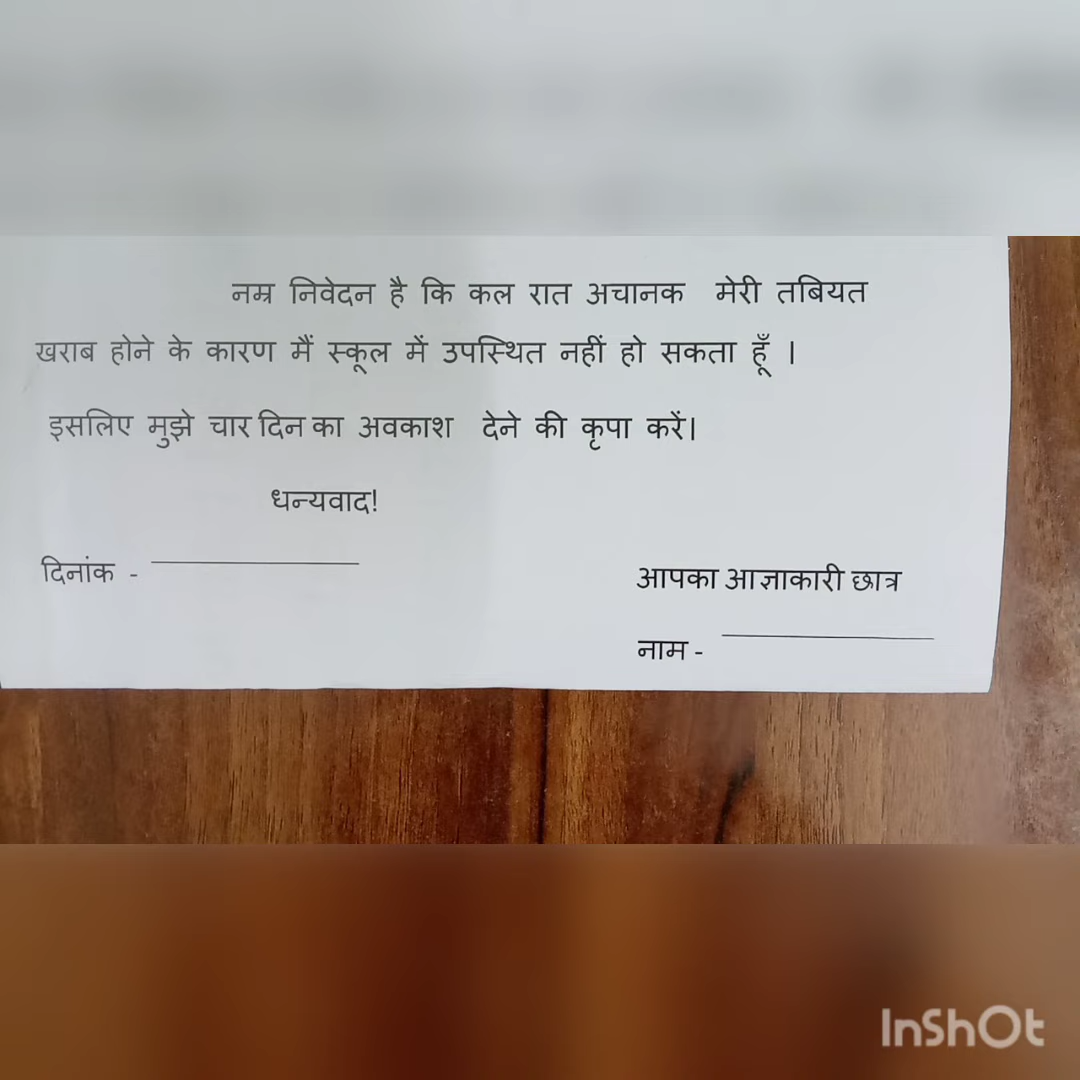 नम्र निवेदन है कि कल रात अचानक मेरी तबियत
खराब होने के कारण मैं स्कूल में उपस्थित नहीं हो सकता हूँ ।
इसलिए मुझे चार दिन का अवकाश देने की कृपा करें।
धन्यवाद!
दिनांक -
आपका आज्ञाकारी छात्र
नाम -
InShOt